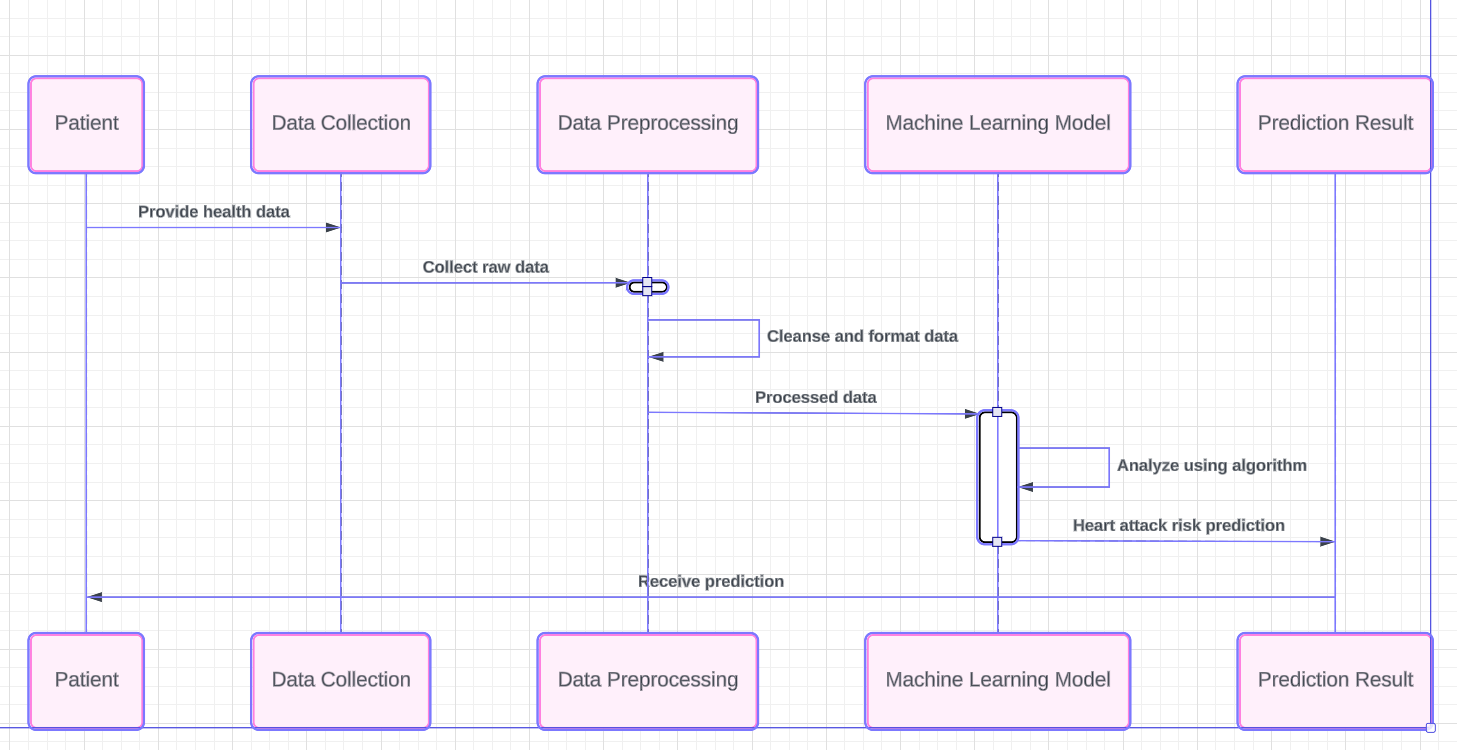 Patient
Data Collection
Data Preprocessing
Machine Learning Model
Prediction Result
Provide health data
Collect raw data
Cleanse and format data
Processed data
Analyze using algorithm
Heart attack risk prediction
Receive prediction
Patient
Data Collection
Data Preprocessing
Machine Learning Model
Prediction Result